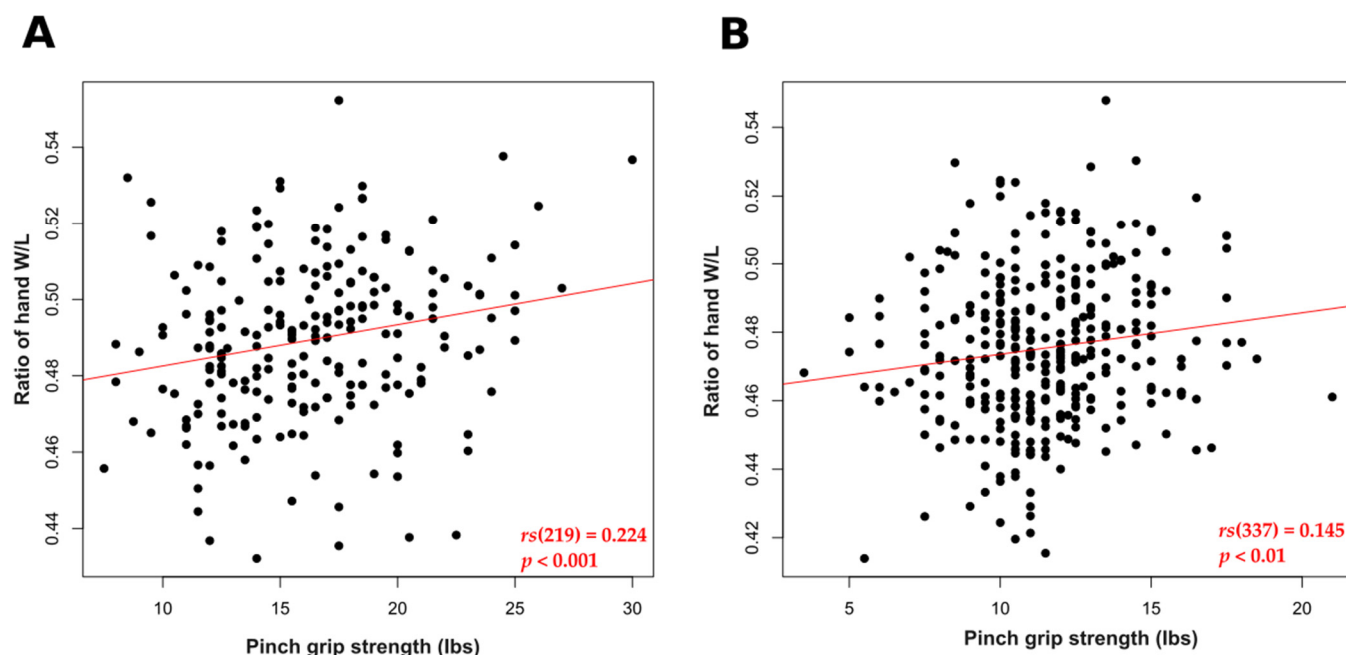 A
B
Ratio of hand W/L
0.54
0.52
0.50
0.48
0.46
0.44
rs(219) = 0.224
p < 0.001
10
15
20
25
30
Pinch grip strength (lbs)
Ratio of hand W/L
0.54
0.52
0.50
0.48
0.46
0.44
0.42
rs(337) = 0.145
p < 0.01
5
10
15
20
Pinch grip strength (lbs)